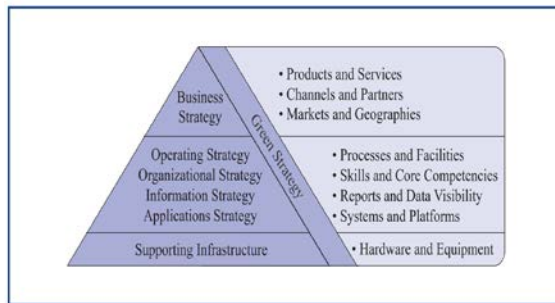 Business
Strategy
Operating Strategy
Organizational Strategy
Information Strategy
Applications Strategy
Supporting Infrastructure
Green Strategy
• Products and Services
• Channels and Partners
• Markets and Geographies
• Processes and Facilities
• Skills and Core Competencies
• Reports and Data Visibility
• Systems and Platforms
• Hardware and Equipment